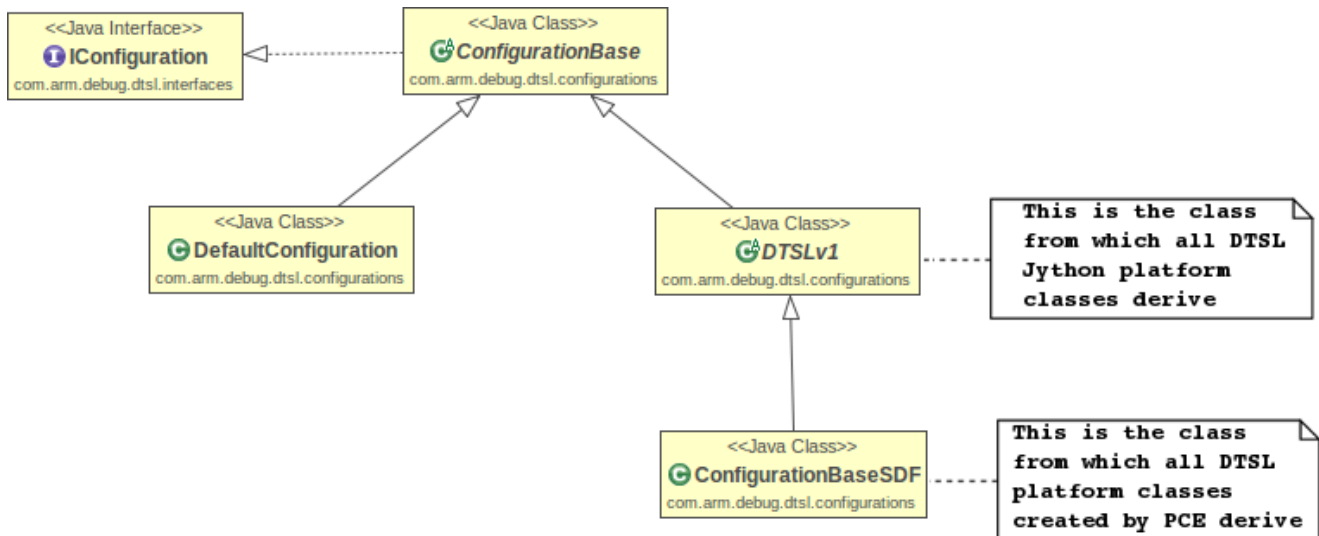 <<Java Interface>>
IConfiguration
com.arm.debug.dtsl.interfaces
<<Java Class>>
ConfigurationBase
com.arm.debug.dtsl.configurations
<<Java Class>>
DefaultConfiguration
com.arm.debug.dtsl.configurations
<<Java Class>>
DTSLv1
com.arm.debug.dtsl.configurations
This is the class
from which all DTSL
Jython platform
classes derive
<<Java Class>>
ConfigurationBaseSDF
com.arm.debug.dtsl.configurations
This is the class
from which all DTSL
platform classes
created by PCE derive